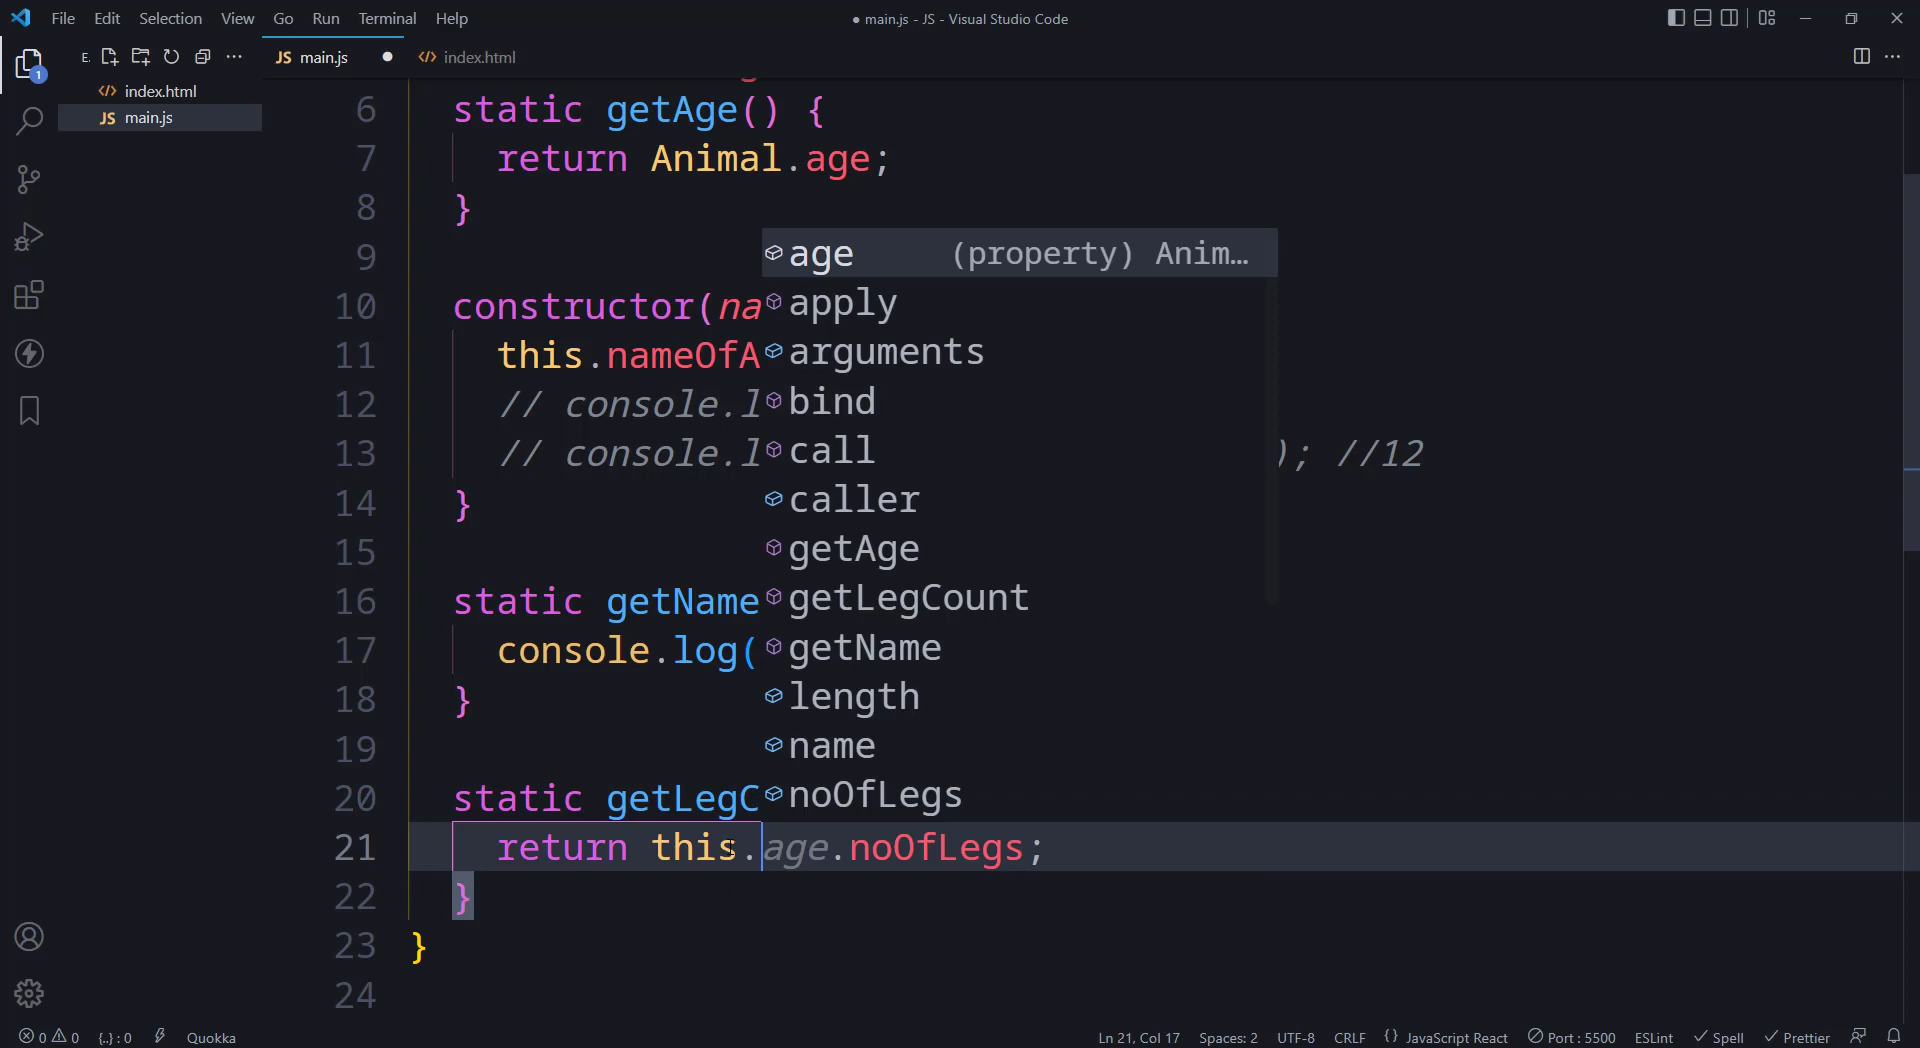 File Edit Selection View Go Run Terminal Help
● main.js - JS - Visual Studio Code
E.
JS main.js ●
</> index.html
1
</> index.html
JS main.js
6 static getAge() {
7 return Animal.age;
8 }
9
10 constructor(na
11 this.nameOfA
12 // console.l
13 // console.l ); //12
14 }
15
16 static getName
17 console.log(
18 }
19
20 static getLegC
21 return this.age.noOfLegs;
22 }
23 }
24
age (property) Anim…
apply
arguments
bind
call
caller
getAge
getLegCount
getName
length
name
noOfLegs
0 0 {..} : 0 Quokka
Ln 21, Col 17 Spaces: 2 UTF-8 CRLF { } JavaScript React Port : 5500 ESLint Spell Prettier